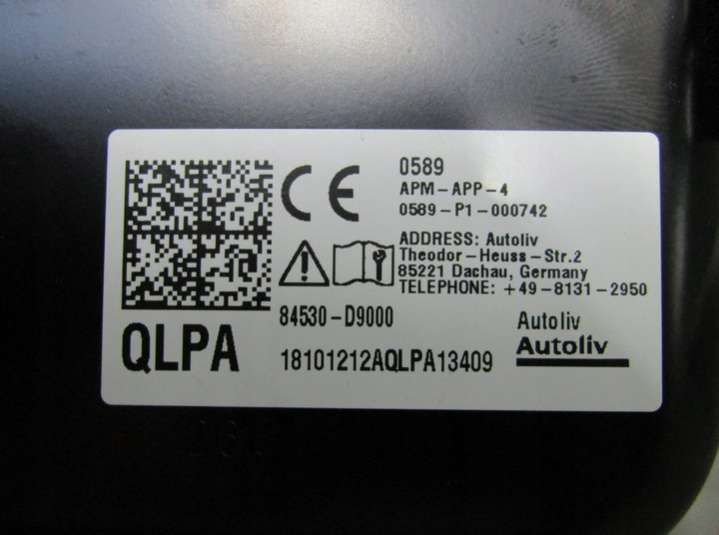 CE
0589
APM-APP-4
0589-P1-000742
ADDRESS: Autoliv
Theodor-Heuss-Str.2
85221 Dachau, Germany
TELEPHONE: +49-8131-2950
84530-D9000
QLPA
18101212AQLPA13409
Autoliv
Autoliv